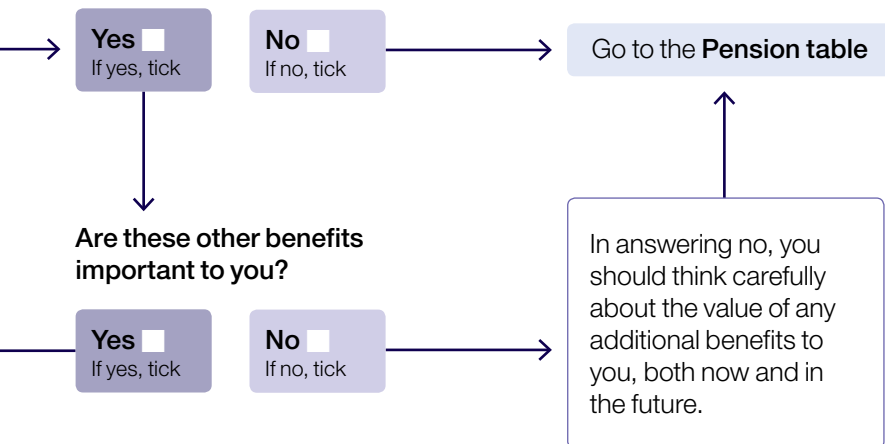 Yes
If yes, tick
No
If no, tick
Go to the Pension table
Are these other benefits
important to you?
Yes
If yes, tick
No
If no, tick
In answering no, you
should think carefully
about the value of any
additional benefits to
you, both now and in
the future.